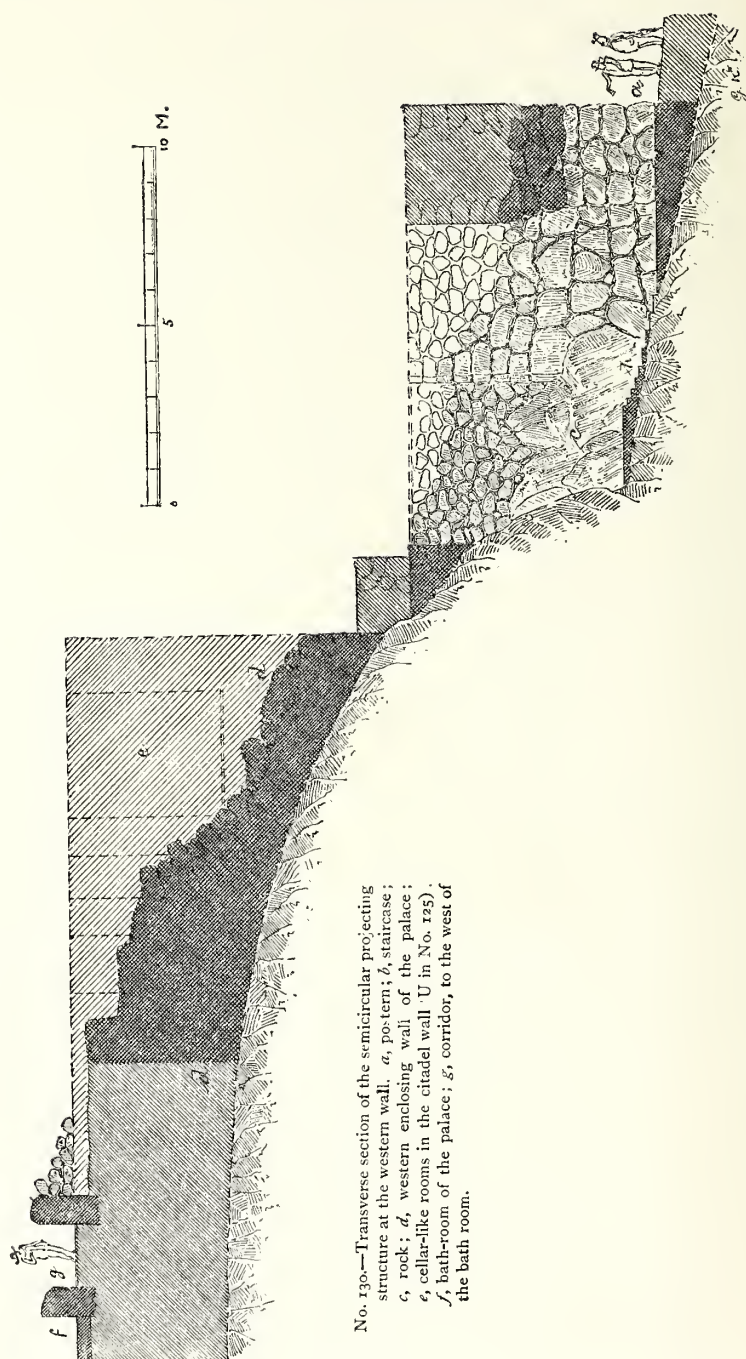 No. 130.—Transverse section of the semicircular projecting
structure at the western wall. a, postern; b, staircase;
c, rock; d, western enclosing wall of the palace;
e, cellar-like rooms in the citadel wall U in No. 125).
f, bath-room of the palace; g, corridor, to the west of
the bath room.
0
5
10 M.
f
g
d
e
d
c
a